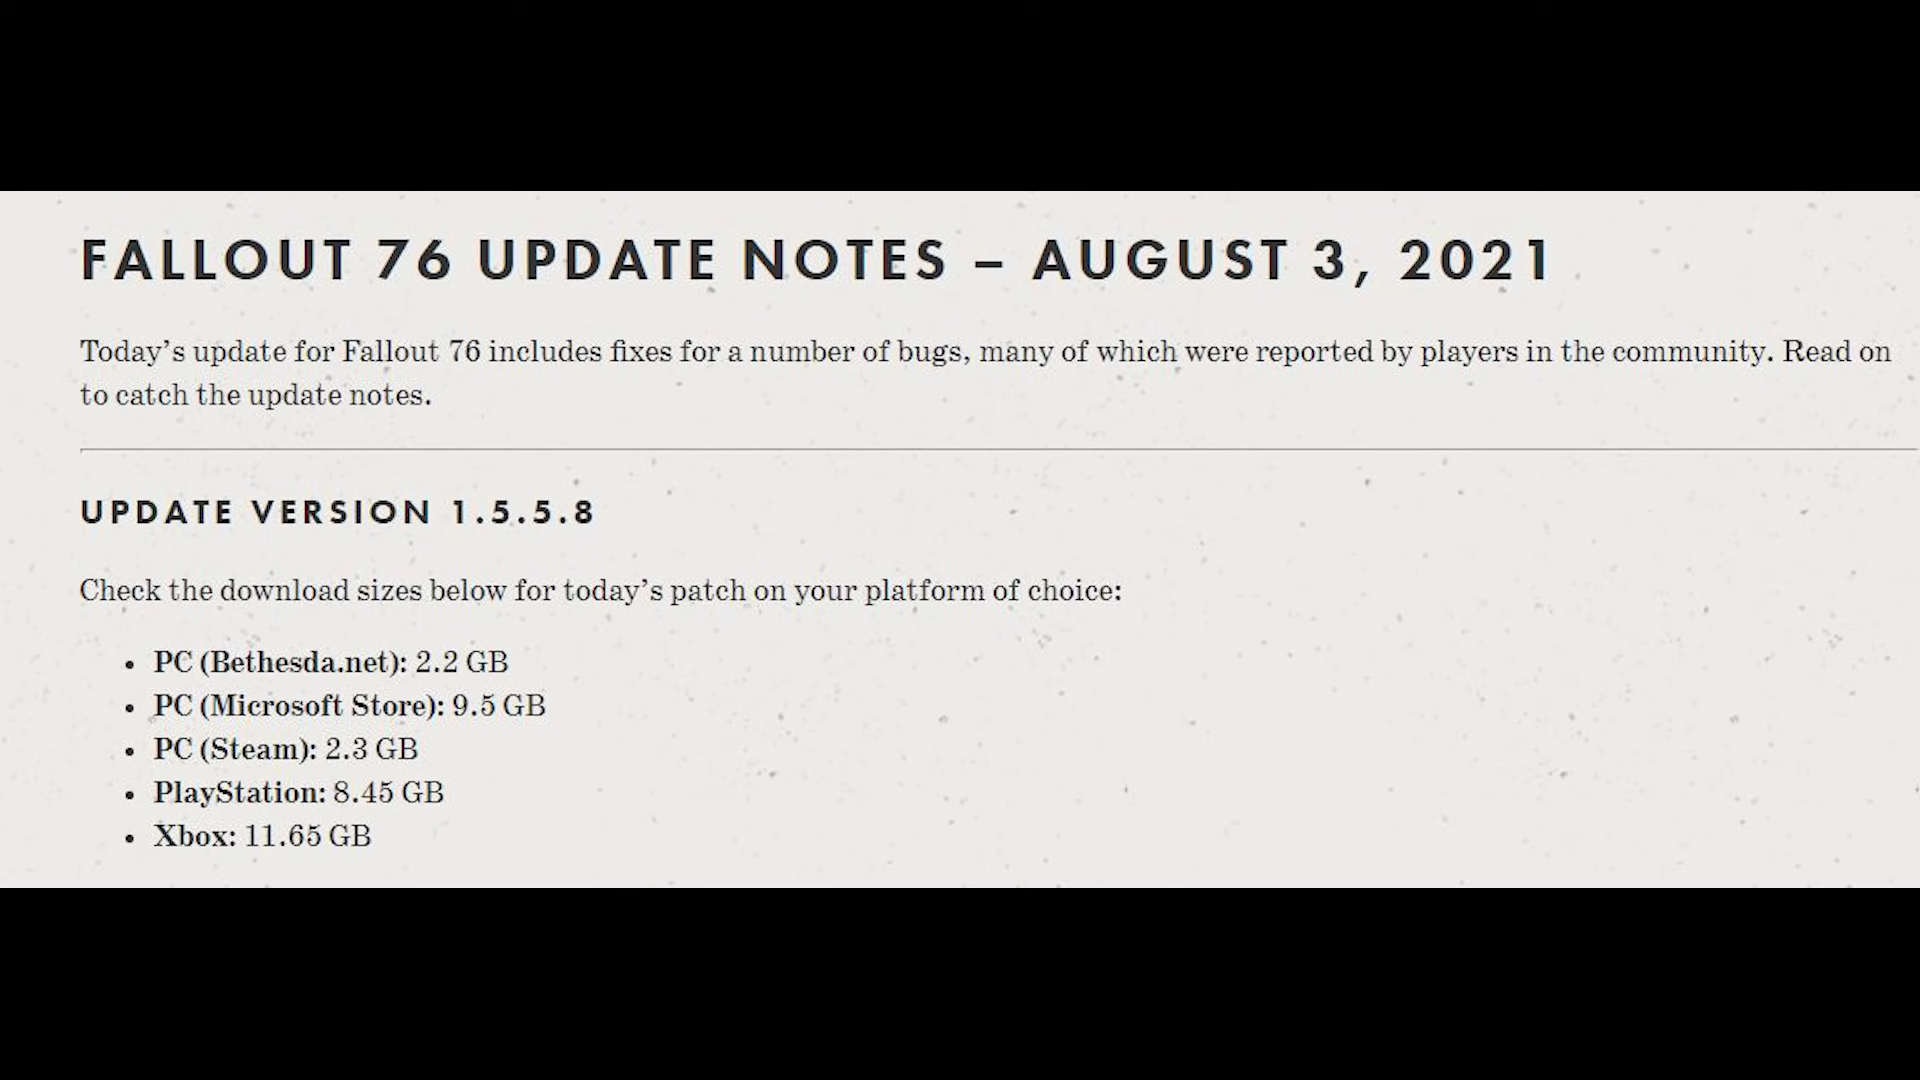 FALLOUT 76 UPDATE NOTES – AUGUST 3, 2021
Today's update for Fallout 76 includes fixes for a number of bugs, many of which were reported by players in the community. Read on
to catch the update notes.
UPDATE VERSION 1.5.5.8
Check the download sizes below for today's patch on your platform of choice:
• PC (Bethesda.net): 2.2 GB
• PC (Microsoft Store): 9.5 GB
• PC (Steam): 2.3 GB
• PlayStation: 8.45 GB
• Xbox: 11.65 GB